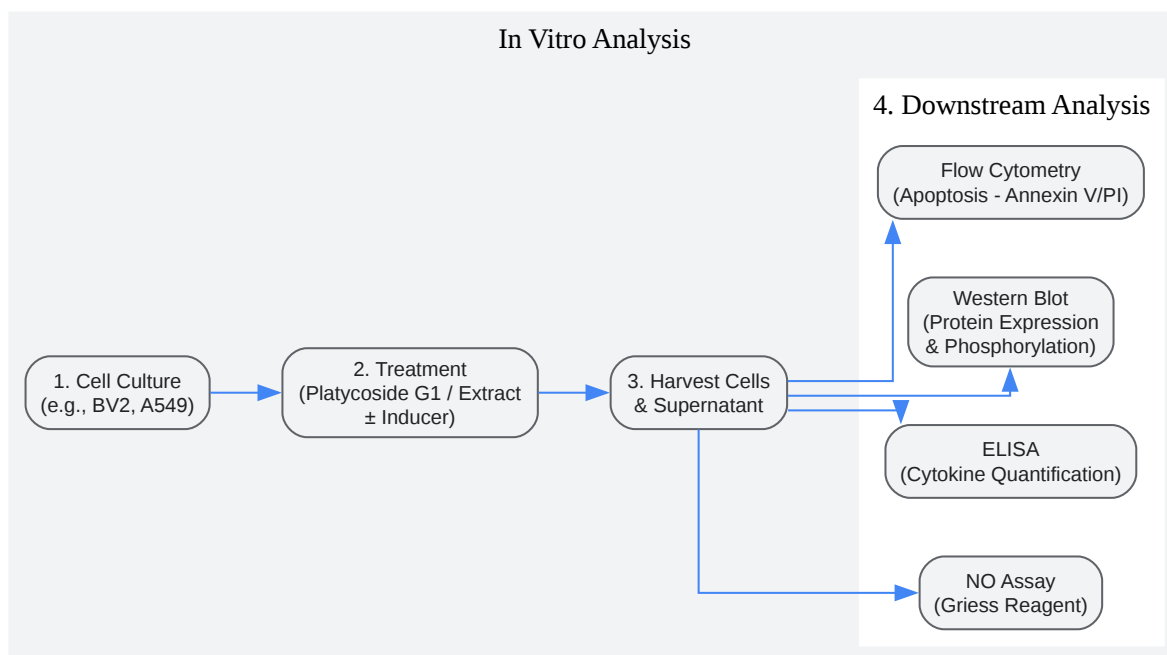 In Vitro Analysis
4. Downstream Analysis
Flow Cytometry
(Apoptosis - Annexin V/PI)
Western Blot
(Protein Expression
& Phosphorylation)
1. Cell Culture
(e.g., BV2, A549)
2. Treatment
(Platycoside G1 / Extract
± Inducer)
3. Harvest Cells
& Supernatant
ELISA
(Cytokine Quantification)
NO Assay
(Griess Reagent)